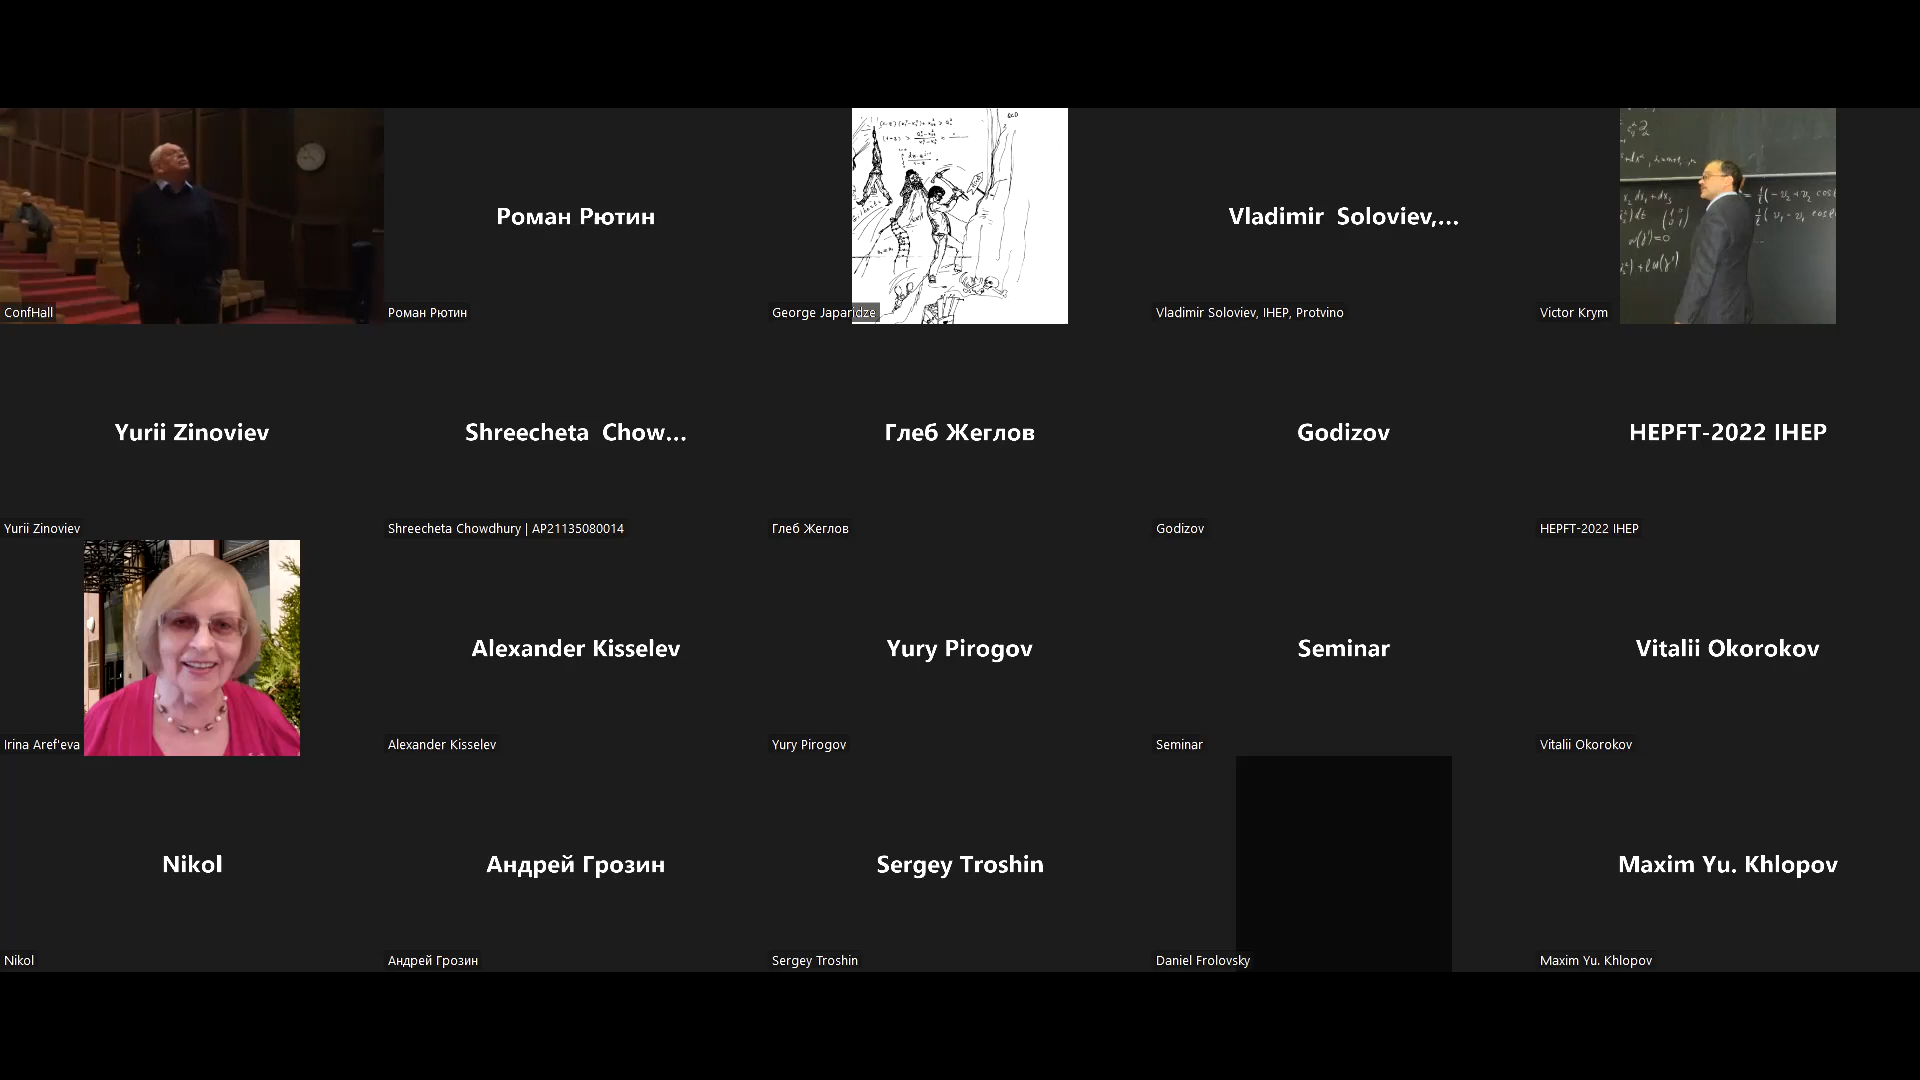 Роман Рютин
Vladimir Soloviev,...
ConfHall
Роман Рютин
George Japaridze
Vladimir Soloviev, IHEP, Protvino
Victor Krym
Yurii Zinoviev
Shreecheta Chow...
Глеб Жеглов
Godizov
HEPFT-2022 IHEP
Yurii Zinoviev
Shreecheta Chowdhury | AP21135080014
Глеб Жеглов
Godizov
HEPFT-2022 IHEP
Alexander Kisselev
Yury Pirogov
Seminar
Vitalii Okorokov
Irina Aref'eva
Alexander Kisselev
Yury Pirogov
Seminar
Vitalii Okorokov
Nikol
Андрей Грозин
Sergey Troshin
Maxim Yu. Khlopov
Nikol
Андрей Грозин
Sergey Troshin
Daniel Frolovsky
Maxim Yu. Khlopov